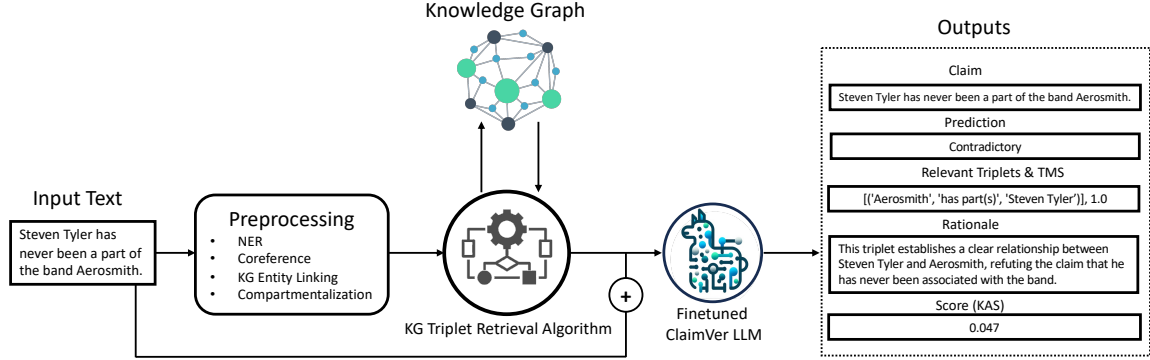 Knowledge Graph
Input Text
Steven Tyler has
never been a part of
the band Aerosmith.
Preprocessing
• NER
• Coreference
• KG Entity Linking
• Compartmentalization
KG Triplet Retrieval Algorithm
+
Finetuned
ClaimVer LLM
Outputs
Claim
Steven Tyler has never been a part of the band Aerosmith.
Prediction
Contradictory
Relevant Triplets & TMS
[('Aerosmith', 'has part(s)', 'Steven Tyler’)], 1.0
Rationale
This triplet establishes a clear relationship between
Steven Tyler and Aerosmith, refuting the claim that he
has never been associated with the band.
Score (KAS)
0.047